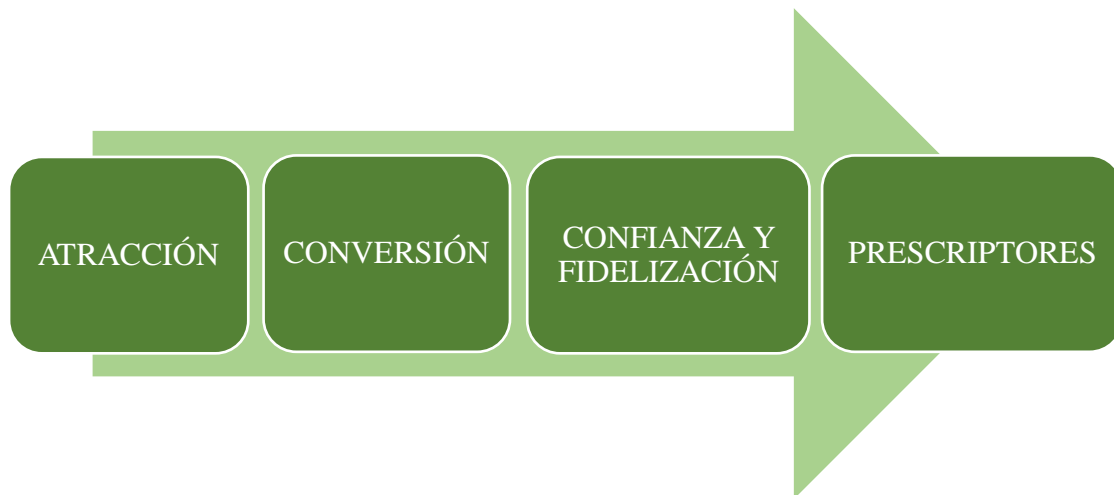 ATRACCIÓN
CONVERSIÓN
CONFIANZA Y
FIDELIZACIÓN
PRESCRIPTORES